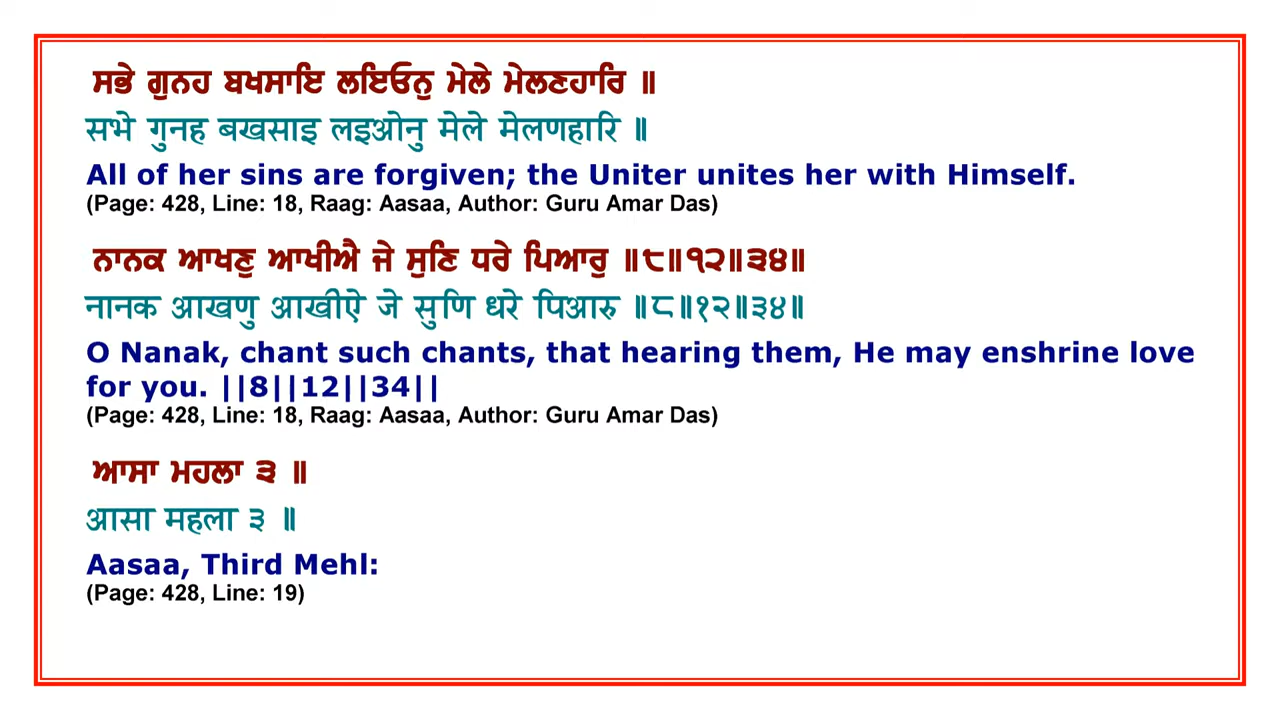 ਸਭੇ ਗੁਨਹ ਬਖਸਾਇ ਲਇਓਨੁ ਮੇਲੇ ਮੇਲਣਹਾਰਿ ॥
सभे गुनह बखसाइ लइओनु मेले मेलणहारि ॥
All of her sins are forgiven; the Uniter unites her with Himself.
(Page: 428, Line: 18, Raag: Aasaa, Author: Guru Amar Das)
ਨਾਨਕ ਆਖਣੁ ਆਖੀਐ ਜੇ ਸੁਣਿ ਧਰੇ ਪਿਆਰੁ ॥੮॥੧੨॥੩੪॥
नानक आखणु आखीऐ जे सुणि धरे पिआरु ॥८॥१२॥३४॥
O Nanak, chant such chants, that hearing them, He may enshrine love
for you. ||8||12||34||
(Page: 428, Line: 18, Raag: Aasaa, Author: Guru Amar Das)
ਆਸਾ ਮਹਲਾ ੩ ॥
आसा महला ३ ॥
Aasaa, Third Mehl:
(Page: 428, Line: 19)